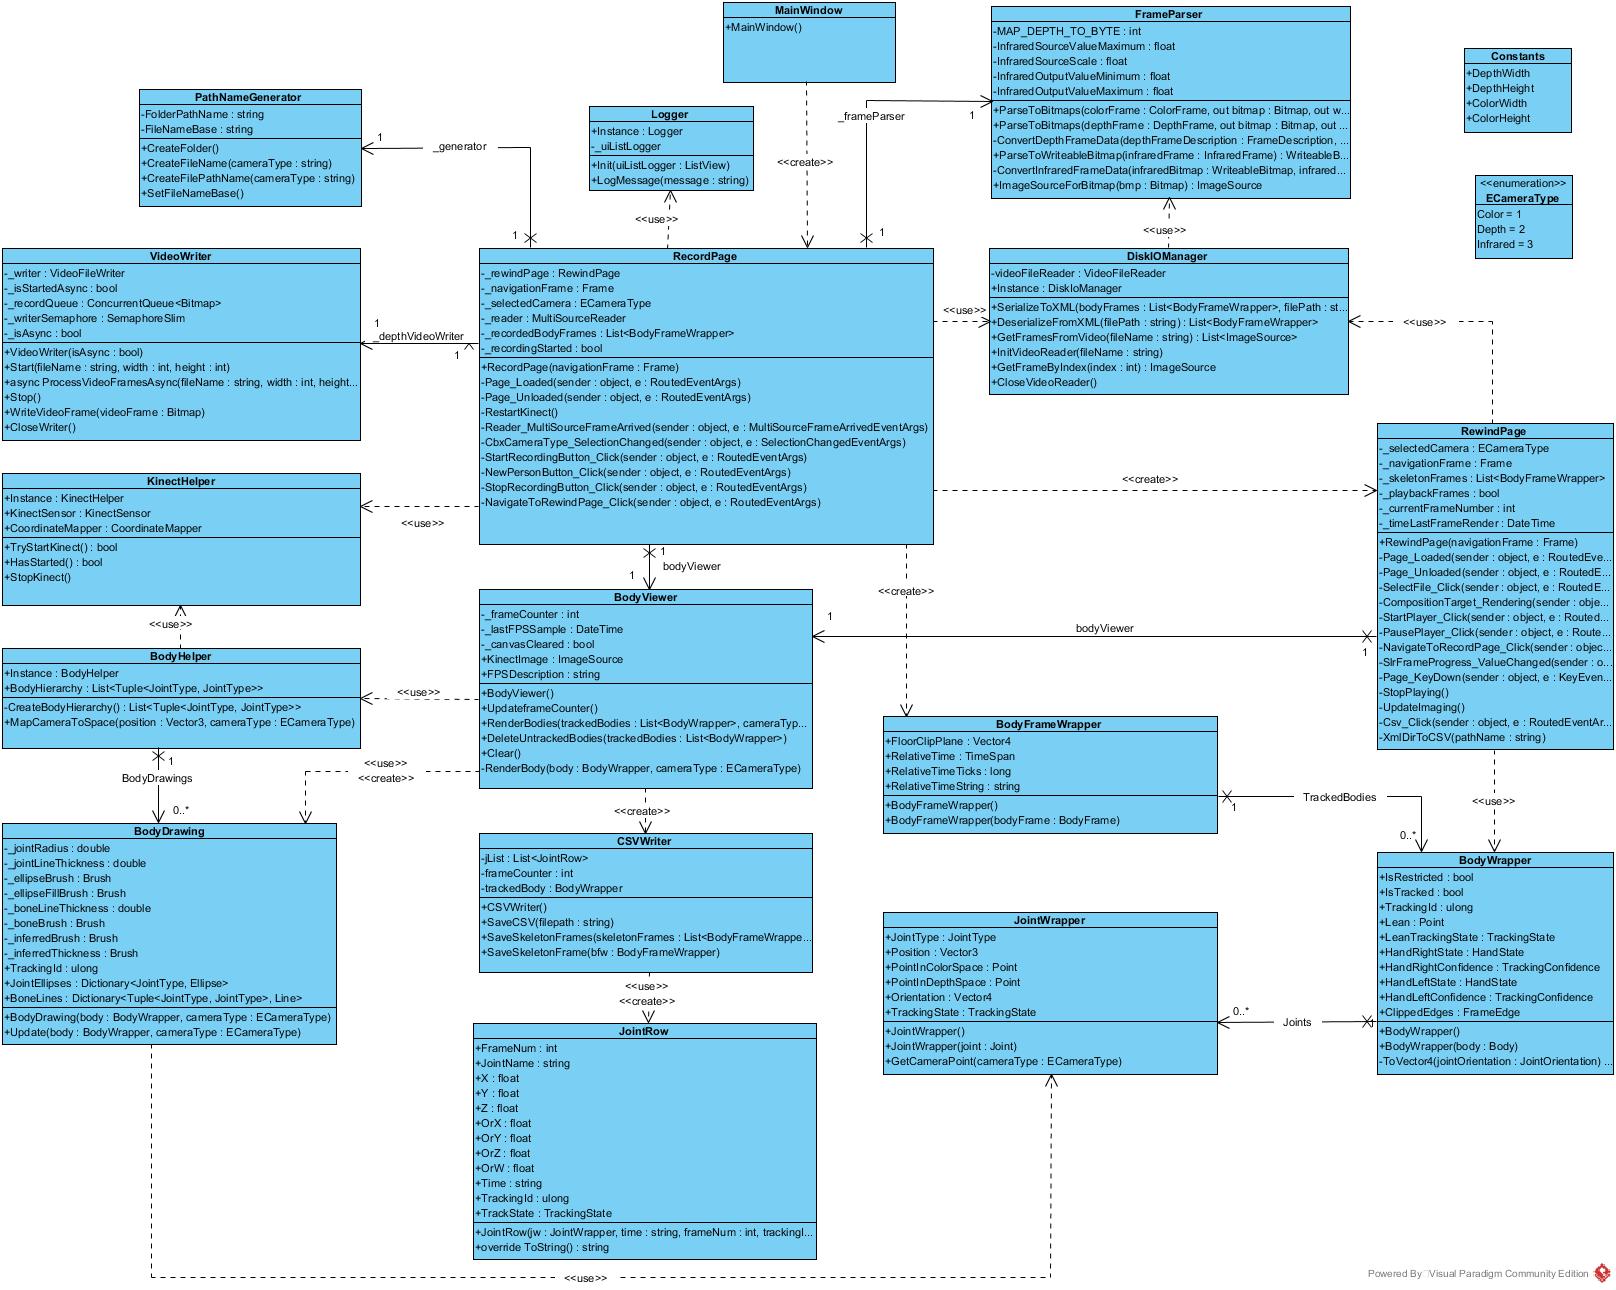 MainWindow
+MainWindow()
FrameParser
-MAP_DEPTH_TO_BYTE : int
-InfraredSourceValueMaximum : float
-InfraredSourceScale : float
-InfraredOutputValueMinimum : float
-InfraredOutputValueMaximum : float
+ParseToBitmaps(colorFrame : ColorFrame, out bitmap : Bitmap, out w...
+ParseToBitmaps(depthFrame : DepthFrame, out bitmap : Bitmap, out ...
-ConvertDepthFrameData(depthFrameDescription : FrameDescription, ...
+ParseToWriteableBitmap(infraredFrame : InfraredFrame) : WriteableB...
-ConvertInfraredFrameData(infraredBitmap : WriteableBitmap, infrared...
+ImageSourceForBitmap(bmp : Bitmap) : ImageSource
Constants
+DepthWidth
+DepthHeight
+ColorWidth
+ColorHeight
<<enumeration>>
ECameraType
Color = 1
Depth = 2
Infrared = 3
PathNameGenerator
-FolderPathName : string
-FileNameBase : string
+CreateFolder()
+CreateFileName(cameraType : string)
+CreateFilePathName(cameraType : string)
+SetFileNameBase()
1
_generator
1
Logger
+Instance : Logger
-_uiListLogger
+Init(uiListLogger : ListView)
+LogMessage(message : string)
<<use>>
<<create>>
_frameParser
1
1
<<use>>
VideoWriter
-_writer : VideoFileWriter
-_isStartedAsync : bool
-_recordQueue : ConcurrentQueue<Bitmap>
-_writerSemaphore : SemaphoreSlim
-_isAsync : bool
+VideoWriter(isAsync : bool)
+Start(fileName : string, width : int, height : int)
+async ProcessVideoFramesAsync(fileName : string, width : int, height...
+Stop()
+WriteVideoFrame(videoFrame : Bitmap)
+CloseWriter()
1
_depthVideoWriter
1
RecordPage
-_rewindPage : RewindPage
-_navigationFrame : Frame
-_selectedCamera : ECameraType
-_reader : MultiSourceReader
-_recordedBodyFrames : List<BodyFrameWrapper>
-_recordingStarted : bool
+RecordPage(navigationFrame : Frame)
-Page_Loaded(sender : object, e : RoutedEventArgs)
-Page_Unloaded(sender : object, e : RoutedEventArgs)
-RestartKinect()
-Reader_MultiSourceFrameArrived(sender : object, e : MultiSourceFrameArrivedEventArgs)
-CbxCameraType_SelectionChanged(sender : object, e : SelectionChangedEventArgs)
-StartRecordingButton_Click(sender : object, e : RoutedEventArgs)
-NewPersonButton_Click(sender : object, e : RoutedEventArgs)
-StopRecordingButton_Click(sender : object, e : RoutedEventArgs)
-NavigateToRewindPage_Click(sender : object, e : RoutedEventArgs)
<<use>>
DiskIOManager
-videoFileReader : VideoFileReader
+Instance : DiskIoManager
+SerializeToXML(bodyFrames : List<BodyFrameWrapper>, filePath : st...
+DeserializeFromXML(filePath : string) : List<BodyFrameWrapper>
+GetFramesFromVideo(fileName : string) : List<ImageSource>
+InitVideoReader(fileName : string)
+GetFrameByIndex(index : int) : ImageSource
+CloseVideoReader()
<<use>>
RewindPage
-_selectedCamera : ECameraType
-_navigationFrame : Frame
-_skeletonFrames : List<BodyFrameWrapper>
-_playbackFrames : bool
-_currentFrameNumber : int
-_timeLastFrameRender : DateTime
+RewindPage(navigationFrame : Frame)
-Page_Loaded(sender : object, e : RoutedEve...
-Page_Unloaded(sender : object, e : RoutedE...
-SelectFile_Click(sender : object, e : RoutedE...
-CompositionTarget_Rendering(sender : obje...
-StartPlayer_Click(sender : object, e : Routed...
-PausePlayer_Click(sender : object, e : Route...
-NavigateToRecordPage_Click(sender : objec...
-SlrFrameProgress_ValueChanged(sender : o...
-Page_KeyDown(sender : object, e : KeyEven...
-StopPlaying()
-UpdateImaging()
-Csv_Click(sender : object, e : RoutedEventAr...
-XmlDirToCSV(pathName : string)
<<create>>
KinectHelper
+Instance : KinectHelper
+KinectSensor : KinectSensor
+CoordinateMapper : CoordinateMapper
+TryStartKinect() : bool
+HasStarted() : bool
+StopKinect()
<<use>>
<<use>>
1
bodyViewer
1
<<create>>
BodyViewer
-_frameCounter : int
-_lastFPSSample : DateTime
-_canvasCleared : bool
+KinectImage : ImageSource
+FPSDescription : string
+BodyViewer()
+UpdateframeCounter()
+RenderBodies(trackedBodies : List<BodyWrapper>, cameraTyp...
+DeleteUntrackedBodies(trackedBodies : List<BodyWrapper>)
+Clear()
-RenderBody(body : BodyWrapper, cameraType : ECameraType)
1
bodyViewer
1
BodyHelper
+Instance : BodyHelper
+BodyHierarchy : List<Tuple<JointType, JointType>>
-CreateBodyHierarchy() : List<Tuple<JointType, JointType>>
+MapCameraToSpace(position : Vector3, cameraType : ECameraType)
<<use>>
<<use>>
<<create>>
1
BodyDrawings
0..*
BodyFrameWrapper
+FloorClipPlane : Vector4
+RelativeTime : TimeSpan
+RelativeTimeTicks : long
+RelativeTimeString : string
+BodyFrameWrapper()
+BodyFrameWrapper(bodyFrame : BodyFrame)
1
TrackedBodies
0..*
<<use>>
<<create>>
BodyDrawing
-_jointRadius : double
-_jointLineThickness : double
-_ellipseBrush : Brush
-_ellipseFillBrush : Brush
-_boneLineThickness : double
-_boneBrush : Brush
-_inferredBrush : Brush
-_inferredThickness : Brush
+TrackingId : ulong
+JointEllipses : Dictionary<JointType, Ellipse>
+BoneLines : Dictionary<Tuple<JointType, JointType>, Line>
+BodyDrawing(body : BodyWrapper, cameraType : ECameraType)
+Update(body : BodyWrapper, cameraType : ECameraType)
CSVWriter
-jList : List<JointRow>
-frameCounter : int
-trackedBody : BodyWrapper
+CSVWriter()
+SaveCSV(filepath : string)
+SaveSkeletonFrames(skeletonFrames : List<BodyFrameWrappe...
+SaveSkeletonFrame(bfw : BodyFrameWrapper)
<<use>>
<<create>>
JointWrapper
+JointType : JointType
+Position : Vector3
+PointInColorSpace : Point
+PointInDepthSpace : Point
+Orientation : Vector4
+TrackingState : TrackingState
+JointWrapper()
+JointWrapper(joint : Joint)
+GetCameraPoint(cameraType : ECameraType)
0..*
Joints
1
BodyWrapper
+IsRestricted : bool
+IsTracked : bool
+TrackingId : ulong
+Lean : Point
+LeanTrackingState : TrackingState
+HandRightState : HandState
+HandRightConfidence : TrackingConfidence
+HandLeftState : HandState
+HandLeftConfidence : TrackingConfidence
+ClippedEdges : FrameEdge
+BodyWrapper()
+BodyWrapper(body : Body)
-ToVector4(jointOrientation : JointOrientation) ...
JointRow
+FrameNum : int
+JointName : string
+X : float
+Y : float
+Z : float
+OrX : float
+OrY : float
+OrZ : float
+OrW : float
+Time : string
+TrackingId : ulong
+TrackState : TrackingState
+JointRow(jw : JointWrapper, time : string, frameNum : int, trackingI...
+override ToString() : string
<<use>>
Powered By Visual Paradigm Community Edition